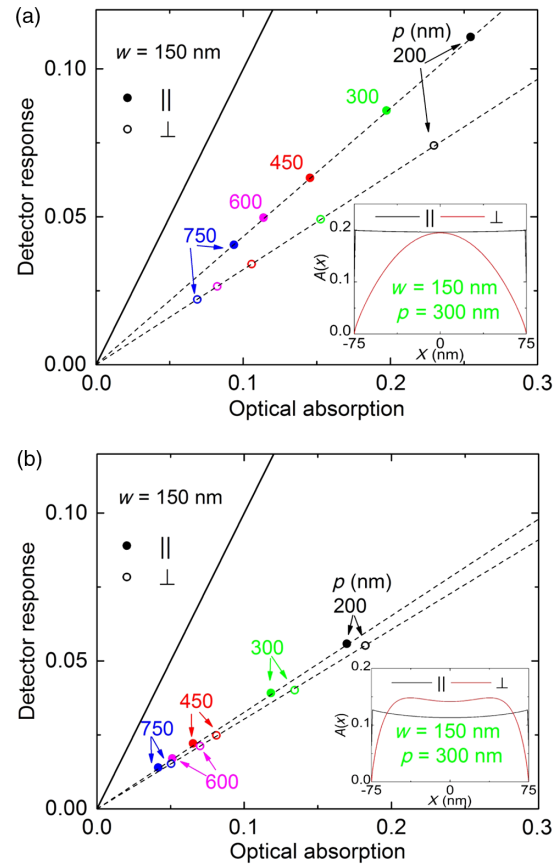 (a)
w = 150 nm
||
⊥
p (nm)
200
300
450
600
750
0.10
0.05
0.00
Detector response
0.0 0.1 0.2 0.3
Optical absorption
|| ⊥
0.2
0.1
0.0
A(x)
w = 150 nm
p = 300 nm
-75 0 75
X (nm)
(b)
w = 150 nm
||
⊥
p (nm)
200
300
450
750
600
0.10
0.05
0.00
Detector response
0.0 0.1 0.2 0.3
Optical absorption
|| ⊥
0.2
0.1
0.0
A(x)
w = 150 nm
p = 300 nm
-75 0 75
X (nm)